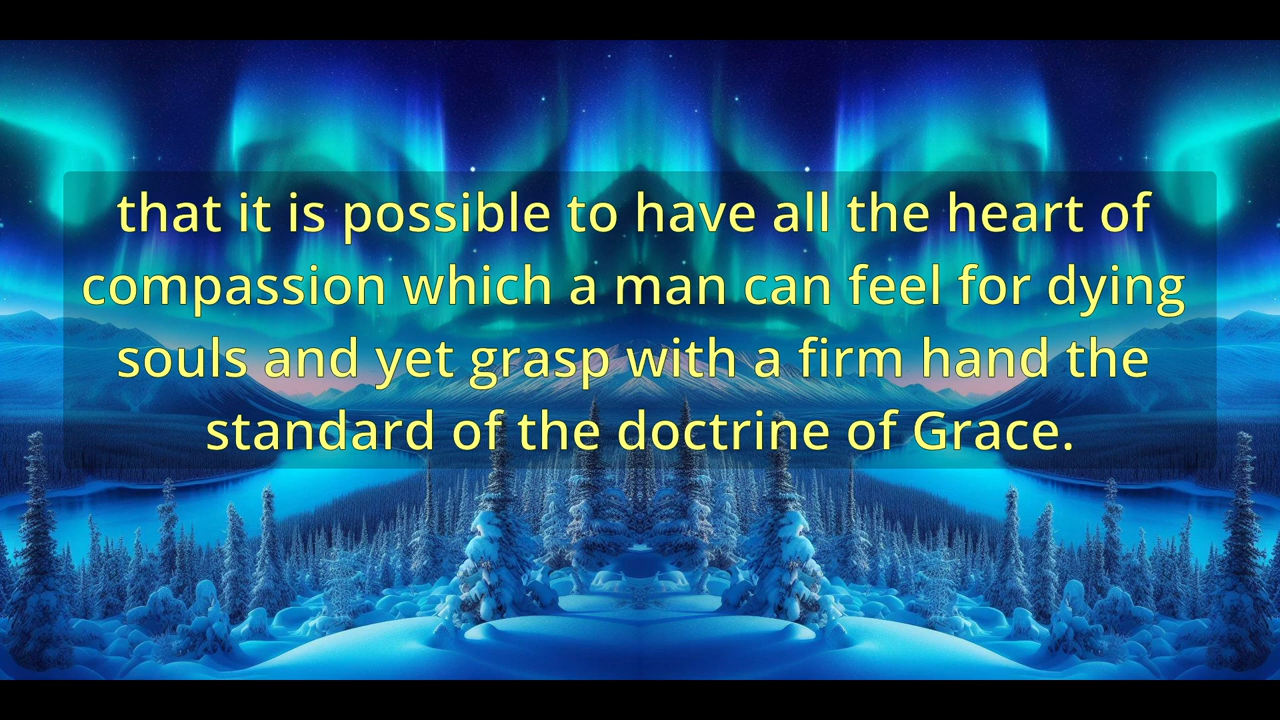 that it is possible to have all the heart of
compassion which a man can feel for dying
souls and yet grasp with a firm hand the
standard of the doctrine of Grace.